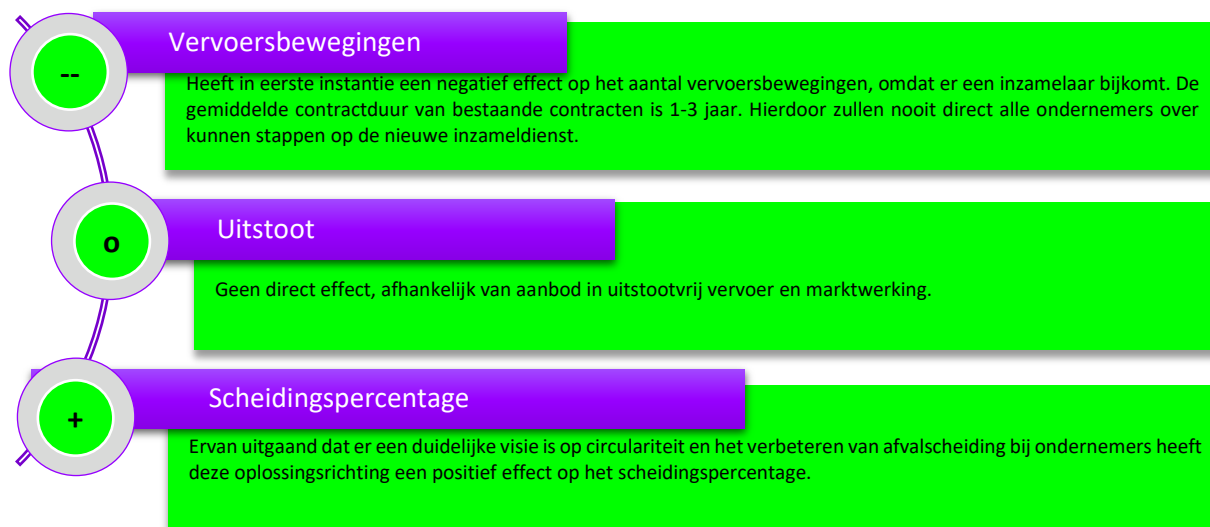 Vervoersbewegingen
--
Heeft in eerste instantie een negatief effect op het aantal vervoersbewegingen, omdat er een inzamelaar bijkomt. De
gemiddelde contractduur van bestaande contracten is 1-3 jaar. Hierdoor zullen nooit direct alle ondernemers over
kunnen stappen op de nieuwe inzameldienst.
Uitstoot
o
Geen direct effect, afhankelijk van aanbod in uitstootvrij vervoer en marktwerking.
Scheidingspercentage
+
Ervan uitgaand dat er een duidelijke visie is op circulariteit en het verbeteren van afvalscheiding bij ondernemers heeft
deze oplossingsrichting een positief effect op het scheidingspercentage.